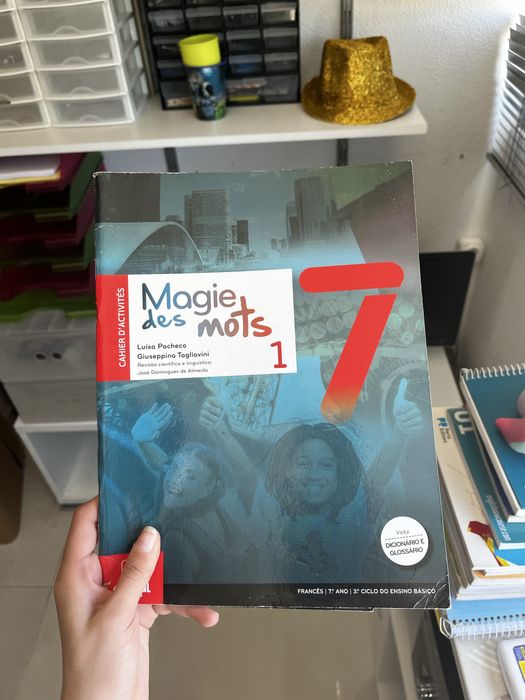 CAHIER D'ACTIVITÉS
Magie
des mots
1
7
Luísa Pacheco
Giuseppina Tagliavini
Revisão científica e linguística:
José Domingues de Almeida
Inclui
DICIONÁRIO E
GLOSSÁRIO
FRANCÊS | 7.º ANO | 3.º CICLO DO ENSINO BÁSICO